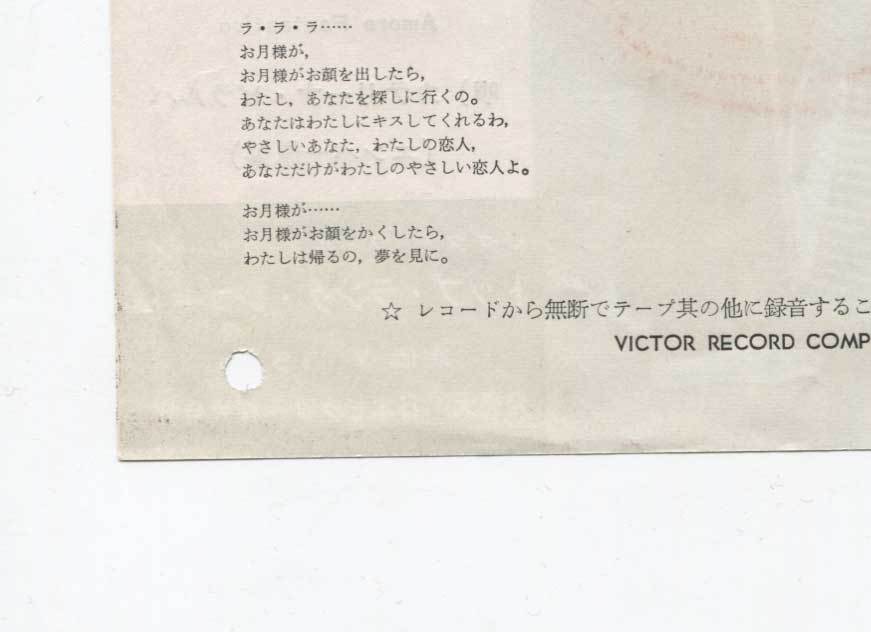 ラ・ラ・ラ……
お月様が，
お月様がお顔を出したら，
わたし，あなたを探しに行くの。
あなたはわたしにキスしてくれるわ，
やさしいあなた，わたしの恋人，
あなただけがわたしのやさしい恋人よ。
お月様が……
お月様がお顔をかくしたら，
わたしは帰るの，夢を見に。
☆ レコードから無断でテープ其の他に録音するこ
VICTOR RECORD COMP